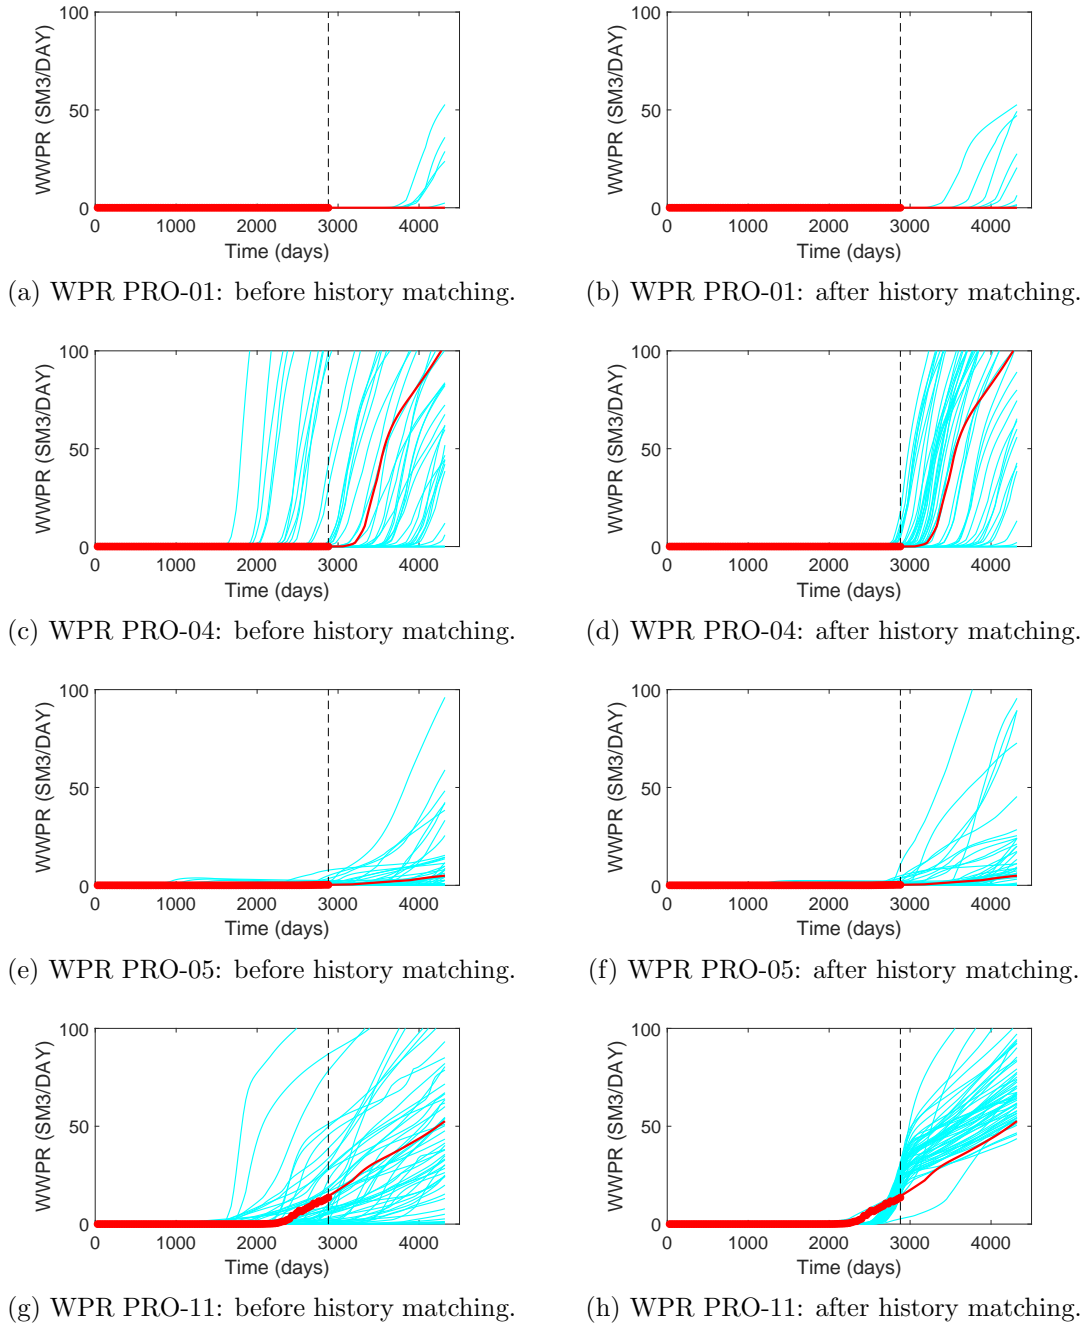 100
50
0
WWPR (SM3/DAY)
0 1000 2000 3000 4000
Time (days)
(a) WPR PRO-01: before history matching.
100
50
0
WWPR (SM3/DAY)
0 1000 2000 3000 4000
Time (days)
(b) WPR PRO-01: after history matching.
100
50
0
WWPR (SM3/DAY)
0 1000 2000 3000 4000
Time (days)
(c) WPR PRO-04: before history matching.
100
50
0
WWPR (SM3/DAY)
0 1000 2000 3000 4000
Time (days)
(d) WPR PRO-04: after history matching.
100
50
0
WWPR (SM3/DAY)
0 1000 2000 3000 4000
Time (days)
(e) WPR PRO-05: before history matching.
100
50
0
WWPR (SM3/DAY)
0 1000 2000 3000 4000
Time (days)
(f) WPR PRO-05: after history matching.
100
50
0
WWPR (SM3/DAY)
0 1000 2000 3000 4000
Time (days)
(g) WPR PRO-11: before history matching.
100
50
0
WWPR (SM3/DAY)
0 1000 2000 3000 4000
Time (days)
(h) WPR PRO-11: after history matching.